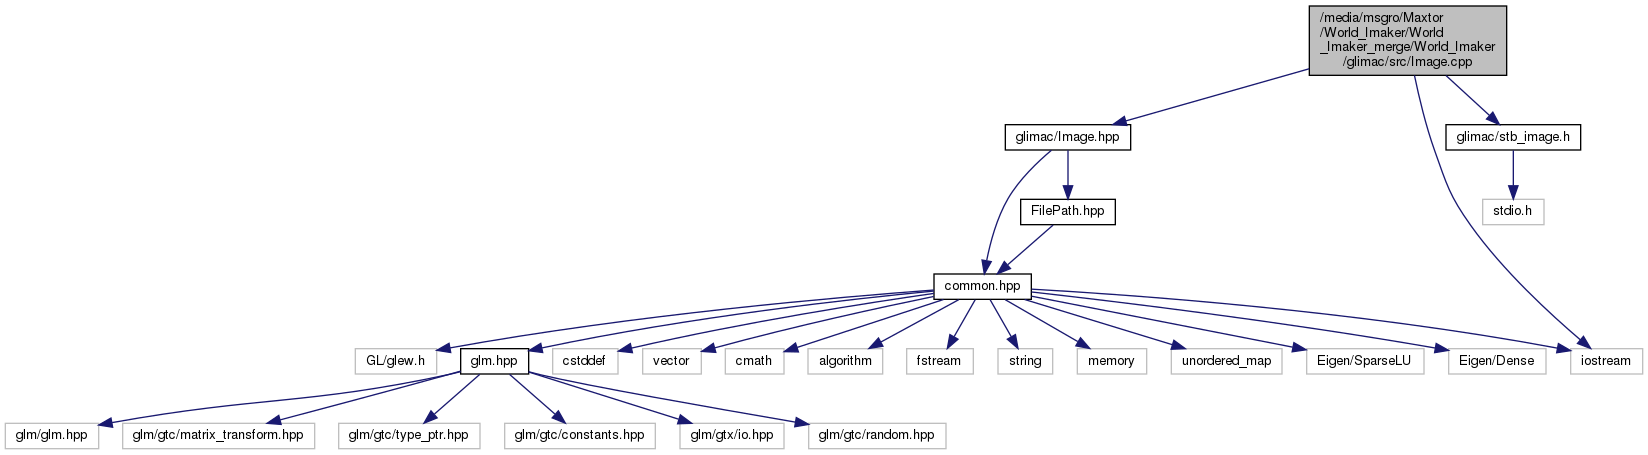 /media/msgro/Maxtor
/World_Imaker/World
_Imaker_merge/World_Imaker
/glimac/src/Image.cpp
glimac/Image.hpp
glimac/stb_image.h
FilePath.hpp
stdio.h
common.hpp
GL/glew.h
glm.hpp
cstddef
vector
cmath
algorithm
fstream
string
memory
unordered_map
Eigen/SparseLU
Eigen/Dense
iostream
glm/glm.hpp
glm/gtc/matrix_transform.hpp
glm/gtc/type_ptr.hpp
glm/gtc/constants.hpp
glm/gtx/io.hpp
glm/gtc/random.hpp